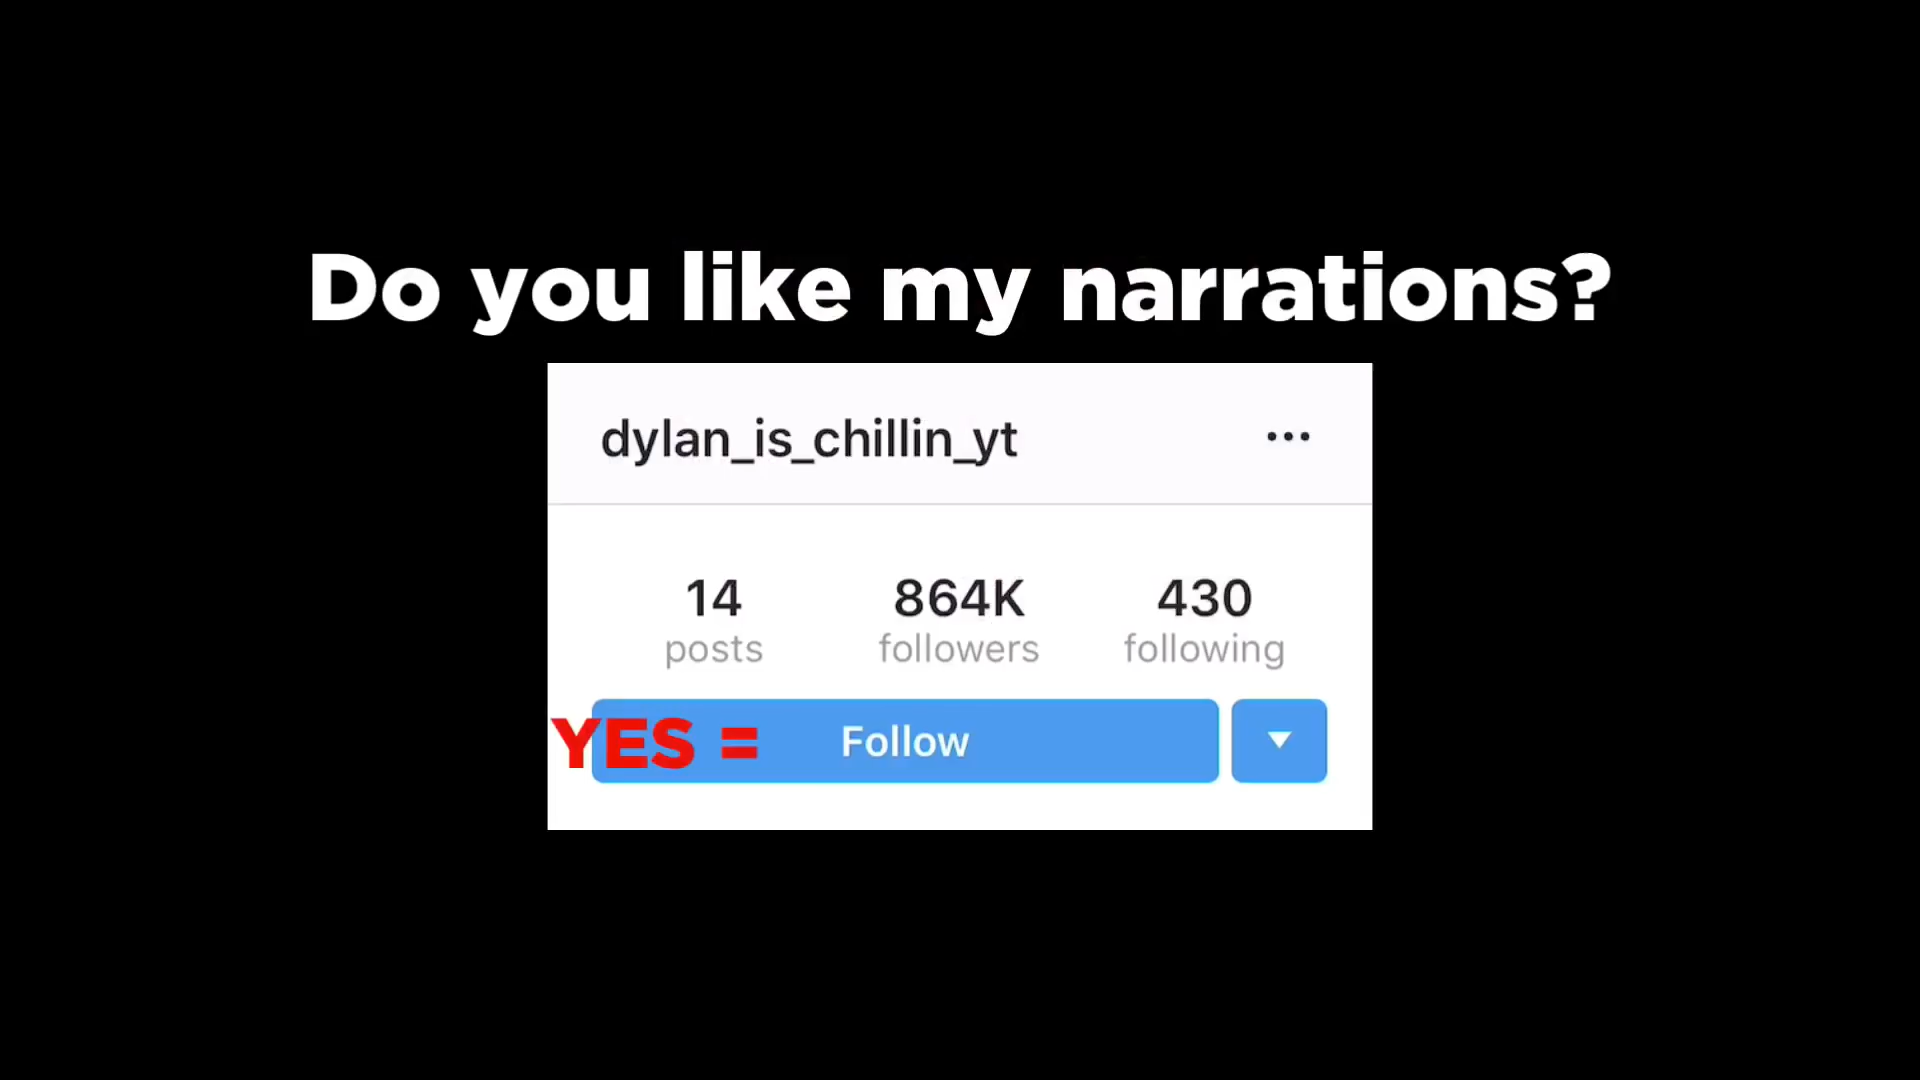 Do you like my narrations?
dylan_is_chillin_yt
14 864K 430
posts followers following
YES = Follow